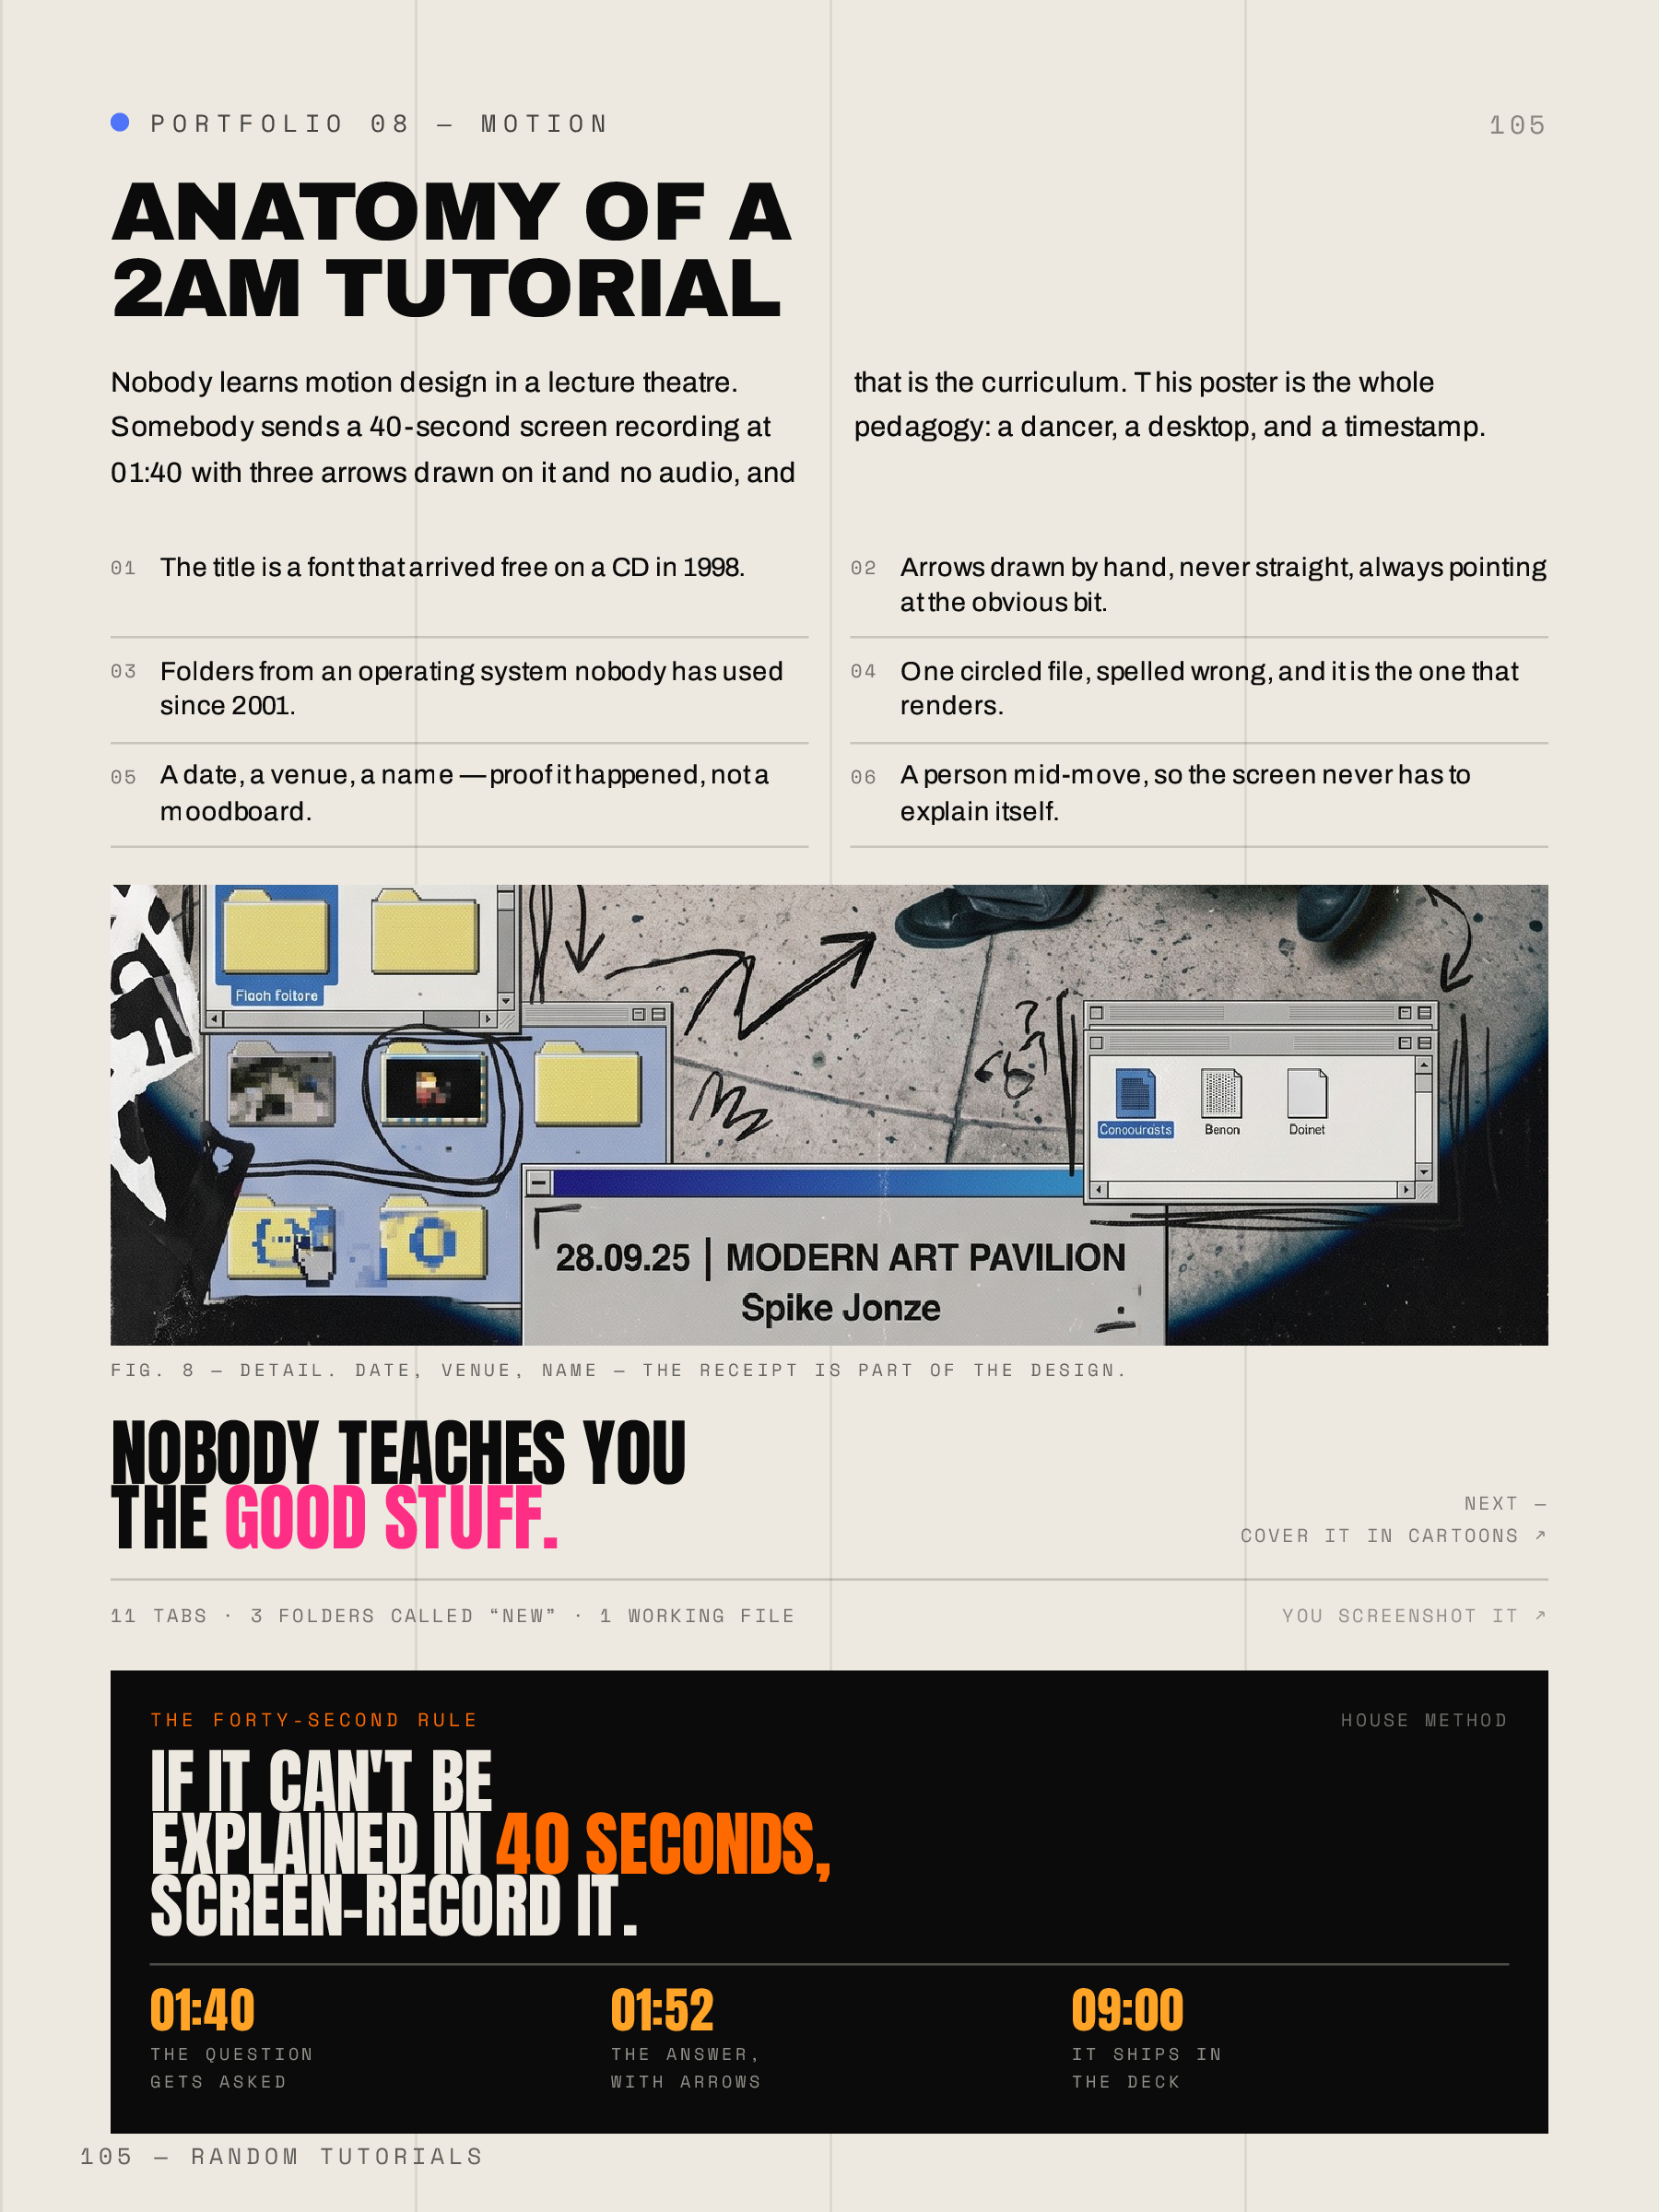 PORTFOLIO 08 — MOTION
105
ANATOMY OF A
2AM TUTORIAL
Nobody learns motion design in a lecture theatre.
Somebody sends a 40-second screen recording at
01:40 with three arrows drawn on it and no audio, and
that is the curriculum. This poster is the whole
pedagogy: a dancer, a desktop, and a timestamp.
01 The title is a font that arrived free on a CD in 1998.
02 Arrows drawn by hand, never straight, always pointing
at the obvious bit.
03 Folders from an operating system nobody has used
since 2001.
04 One circled file, spelled wrong, and it is the one that
renders.
05 A date, a venue, a name — proof it happened, not a
moodboard.
06 A person mid-move, so the screen never has to
explain itself.
Flaoh foltore
Conoourasts Benon Doinet
28.09.25 | MODERN ART PAVILION
Spike Jonze
FIG. 8 — DETAIL. DATE, VENUE, NAME — THE RECEIPT IS PART OF THE DESIGN.
NOBODY TEACHES YOU
THE GOOD STUFF.
NEXT —
COVER IT IN CARTOONS ↗
11 TABS · 3 FOLDERS CALLED “NEW” · 1 WORKING FILE
YOU SCREENSHOT IT ↗
THE FORTY-SECOND RULE
HOUSE METHOD
IF IT CAN'T BE
EXPLAINED IN 40 SECONDS,
SCREEN-RECORD IT.
01:40
THE QUESTION
GETS ASKED
01:52
THE ANSWER,
WITH ARROWS
09:00
IT SHIPS IN
THE DECK
105 — RANDOM TUTORIALS